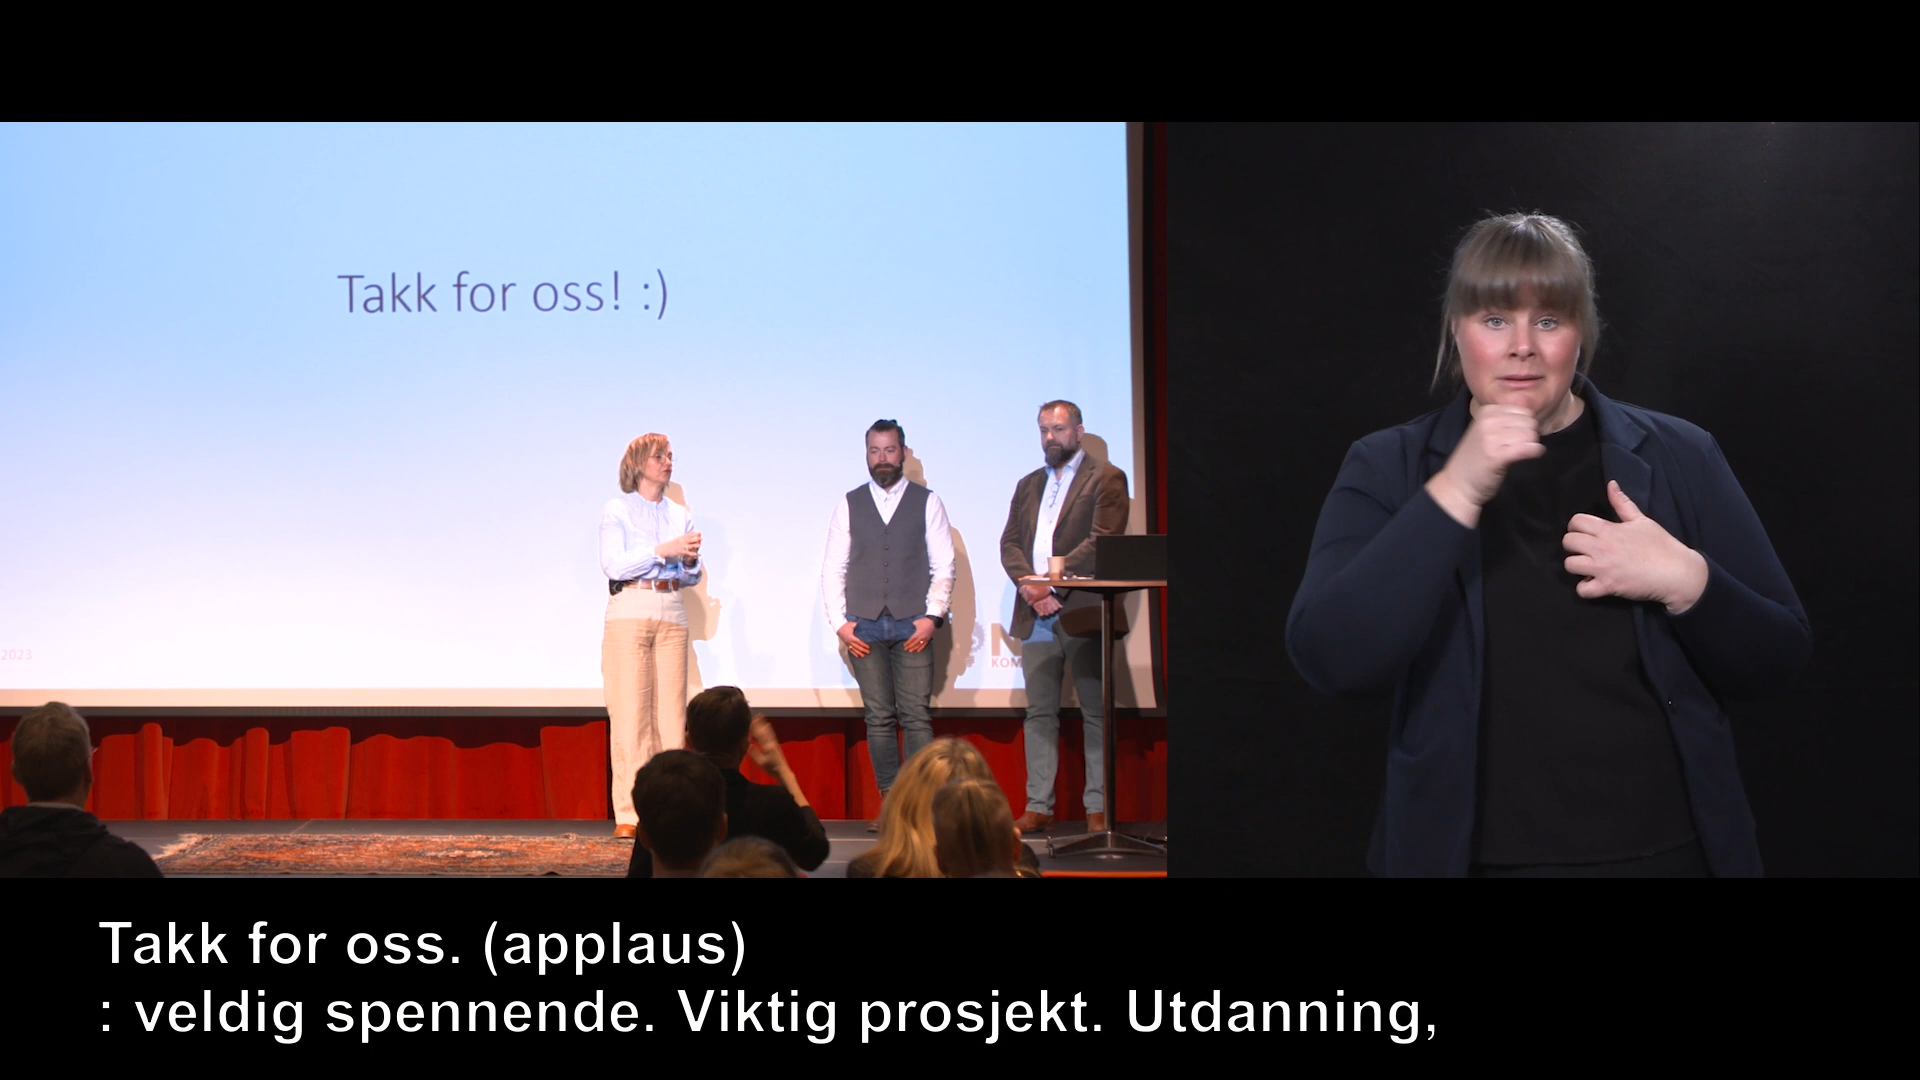 Takk for oss! :)
2023
Takk for oss. (applaus)
: veldig spennende. Viktig prosjekt. Utdanning,